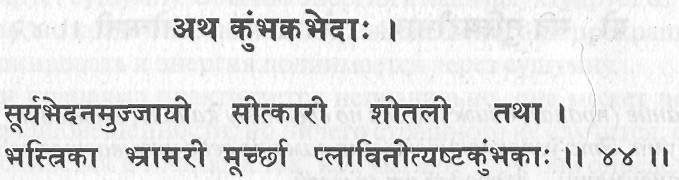 अथ कुंभकभेदाः ।
सूर्यभेदनमुज्जायी सीत्कारी शीतली तथा
भस्त्रिका भ्रामरी मूर्च्छा प्लाविनीत्यष्टकुंभकाः ॥ ४४ ॥